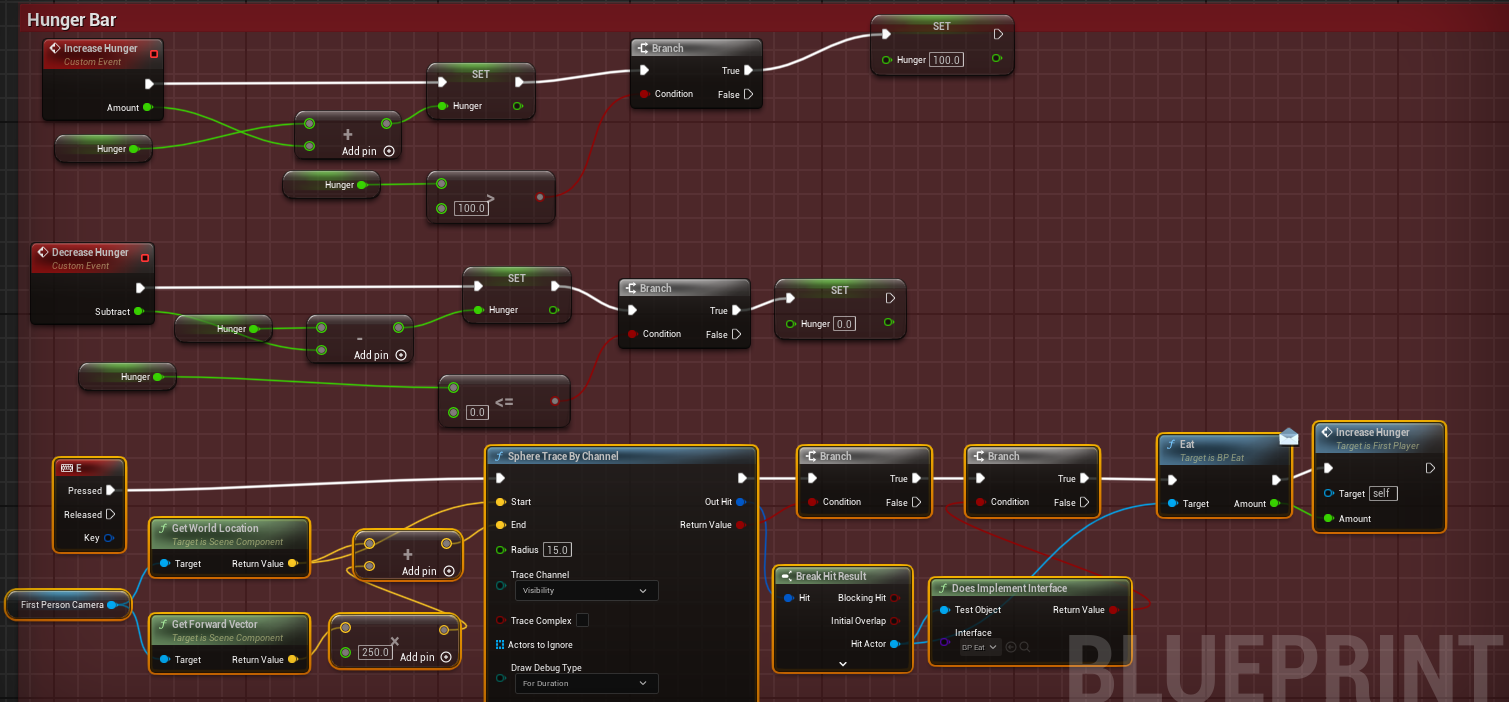 Hunger Bar
Increase Hunger
Custom Event
Amount
Hunger
+
Add pin
SET
Hunger
Hunger
>
100.0
Branch
True
Condition
False
SET
Hunger 100.0
Decrease Hunger
Custom Event
Subtract
Hunger
-
Add pin
SET
Hunger
Hunger
<=
0.0
Branch
True
Condition
False
SET
Hunger 0.0
E
Pressed
Released
Key
First Person Camera
Get World Location
Target is Scene Component
Target Return Value
Get Forward Vector
Target is Scene Component
Target Return Value
+
Add pin
×
250.0
Add pin
Sphere Trace By Channel
Start Out Hit
End Return Value
Radius 15.0
Trace Channel
Visibility
Trace Complex
Actors to Ignore
Draw Debug Type
For Duration
Branch
True
Condition False
Break Hit Result
Hit Blocking Hit
Initial Overlap
Hit Actor
Branch
True
Condition False
Does Implement Interface
Test Object Return Value
Interface
BP Eat
Eat
Target is BP Eat
Target Amount
Increase Hunger
Target is First Player
Target self
Amount
BLUEPRINT